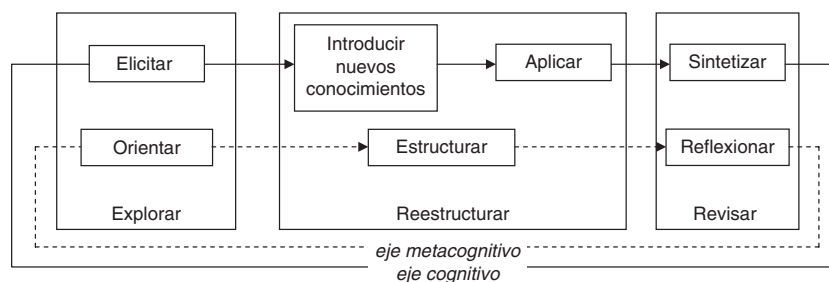 Elicitar
Introducir
nuevos
conocimientos
Aplicar
Sintetizar
Orientar
Estructurar
Reflexionar
Explorar
Reestructurar
Revisar
eje metacognitivo
eje cognitivo